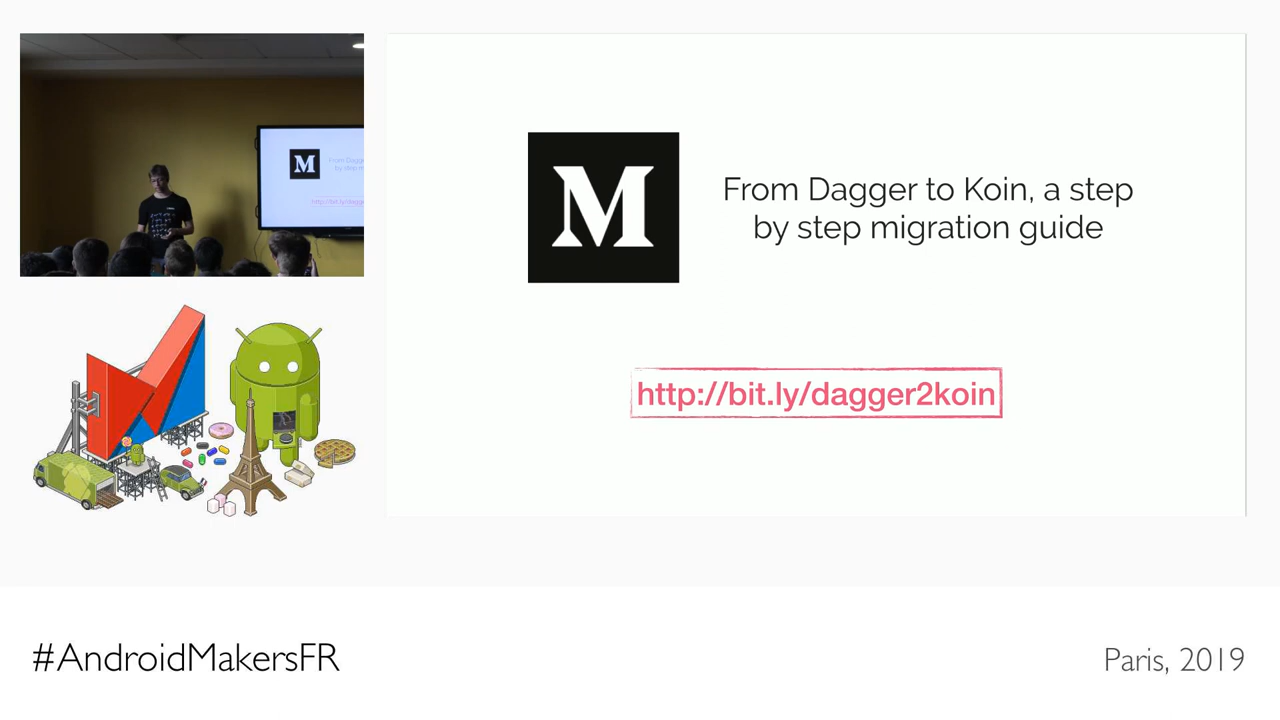 M
From Dagger to Koin, a step
by step migration guide
http://bit.ly/dagger2koin
#AndroidMakersFR
Paris, 2019